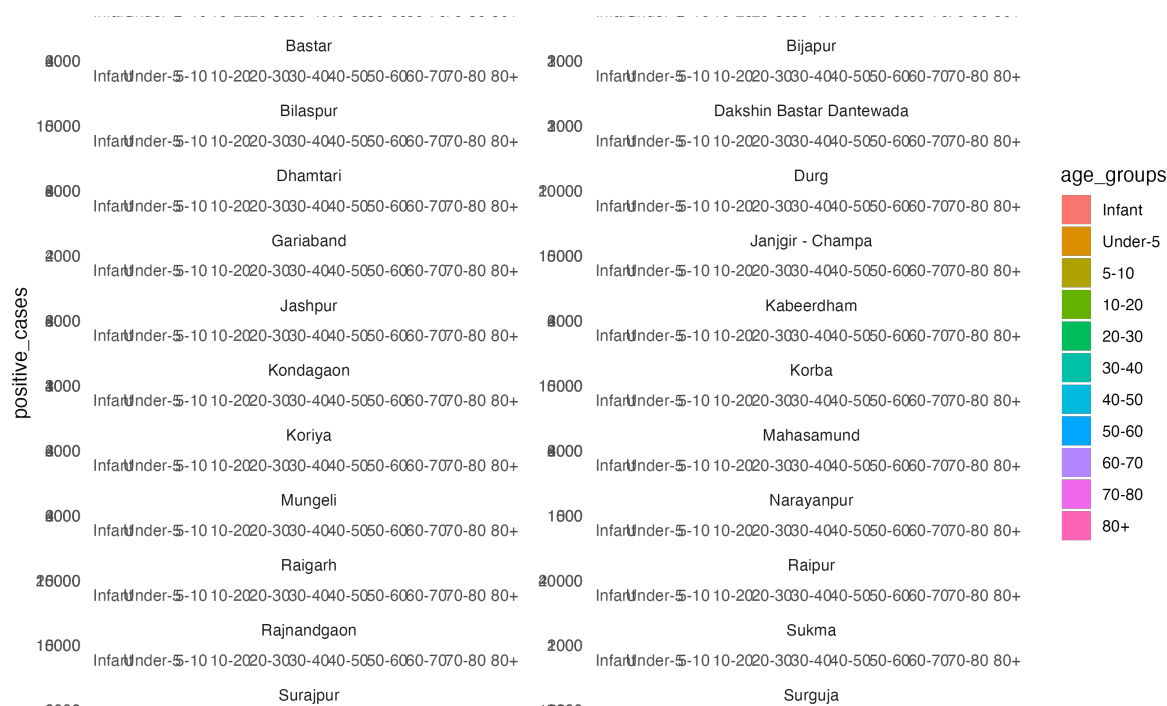 Bastar Bijapur
Infant Under-5 5-10 10-20 20-30 30-40 40-50 50-60 60-70 70-80 80+ Infant Under-5 5-10 10-20 20-30 30-40 40-50 50-60 60-70 70-80 80+
Bilaspur Dakshin Bastar Dantewada
Infant Under-5 5-10 10-20 20-30 30-40 40-50 50-60 60-70 70-80 80+ Infant Under-5 5-10 10-20 20-30 30-40 40-50 50-60 60-70 70-80 80+
Dhamtari Durg
Infant Under-5 5-10 10-20 20-30 30-40 40-50 50-60 60-70 70-80 80+ Infant Under-5 5-10 10-20 20-30 30-40 40-50 50-60 60-70 70-80 80+
Gariaband Janjgir - Champa
Infant Under-5 5-10 10-20 20-30 30-40 40-50 50-60 60-70 70-80 80+ Infant Under-5 5-10 10-20 20-30 30-40 40-50 50-60 60-70 70-80 80+
Jashpur Kabeerdham
Infant Under-5 5-10 10-20 20-30 30-40 40-50 50-60 60-70 70-80 80+ Infant Under-5 5-10 10-20 20-30 30-40 40-50 50-60 60-70 70-80 80+
Kondagaon Korba
Infant Under-5 5-10 10-20 20-30 30-40 40-50 50-60 60-70 70-80 80+ Infant Under-5 5-10 10-20 20-30 30-40 40-50 50-60 60-70 70-80 80+
Koriya Mahasamund
Infant Under-5 5-10 10-20 20-30 30-40 40-50 50-60 60-70 70-80 80+ Infant Under-5 5-10 10-20 20-30 30-40 40-50 50-60 60-70 70-80 80+
Mungeli Narayanpur
Infant Under-5 5-10 10-20 20-30 30-40 40-50 50-60 60-70 70-80 80+ Infant Under-5 5-10 10-20 20-30 30-40 40-50 50-60 60-70 70-80 80+
Raigarh Raipur
Infant Under-5 5-10 10-20 20-30 30-40 40-50 50-60 60-70 70-80 80+ Infant Under-5 5-10 10-20 20-30 30-40 40-50 50-60 60-70 70-80 80+
Rajnandgaon Sukma
Infant Under-5 5-10 10-20 20-30 30-40 40-50 50-60 60-70 70-80 80+ Infant Under-5 5-10 10-20 20-30 30-40 40-50 50-60 60-70 70-80 80+
Surajpur Surguja
positive_cases
age_groups
Infant
Under-5
5-10
10-20
20-30
30-40
40-50
50-60
60-70
70-80
80+